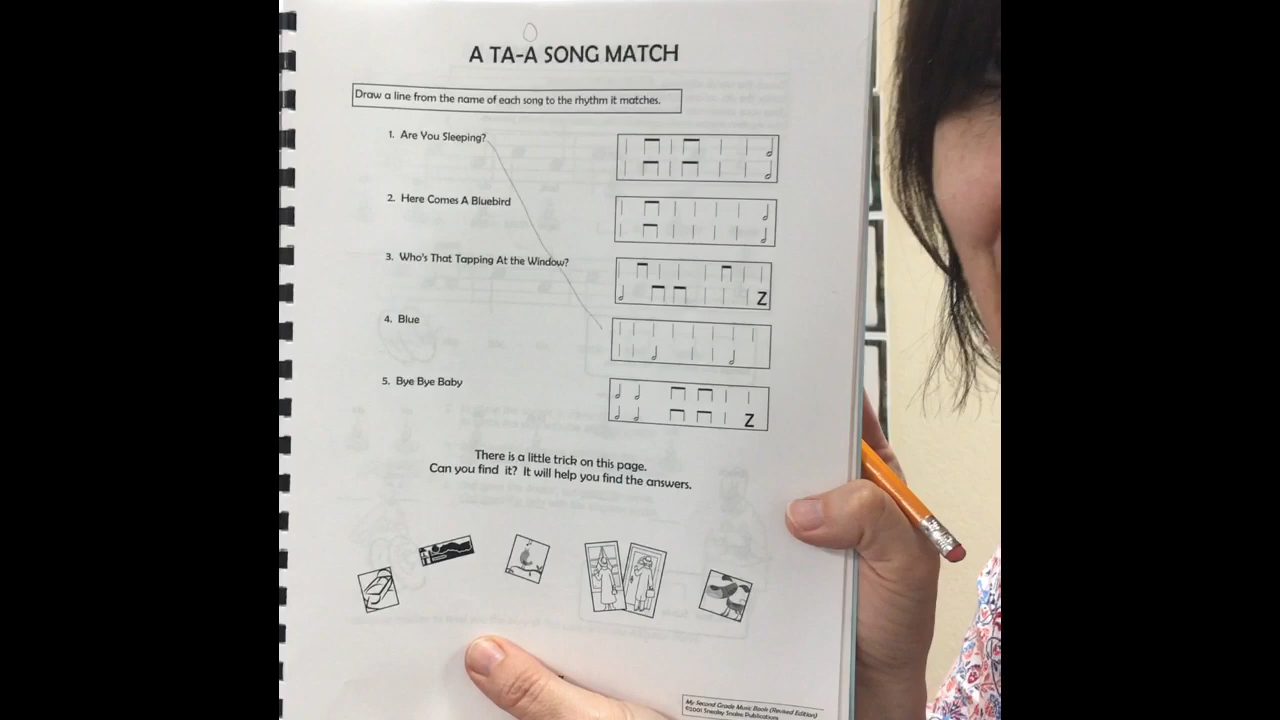 A TA-A SONG MATCH
Draw a line from the name of each song to the rhythm it matches.
1. Are You Sleeping?
2. Here Comes A Bluebird
3. Who's That Tapping At the Window?
Z
4. Blue
5. Bye Bye Baby
Z
There is a little trick on this page.
Can you find it? It will help you find the answers.
My Second Grade Music Book (Revised Edition)
©2001 Sneaky Snake Publications